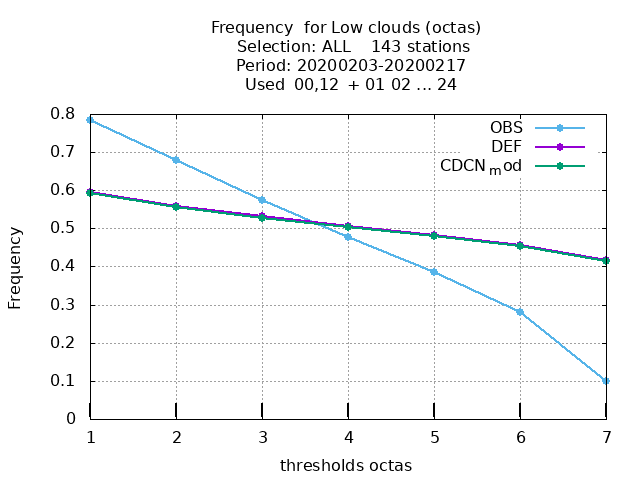 Frequency  for Low clouds (octas)
Selection: ALL    143 stations
Period: 20200203-20200217
Used  00,12  + 01 02 ... 24
0.8
0.7
0.6
0.5
0.4
0.3
0.2
0.1
0
Frequency
OBS
DEF
CDCNmod
1 2 3 4 5 6 7
thresholds octas